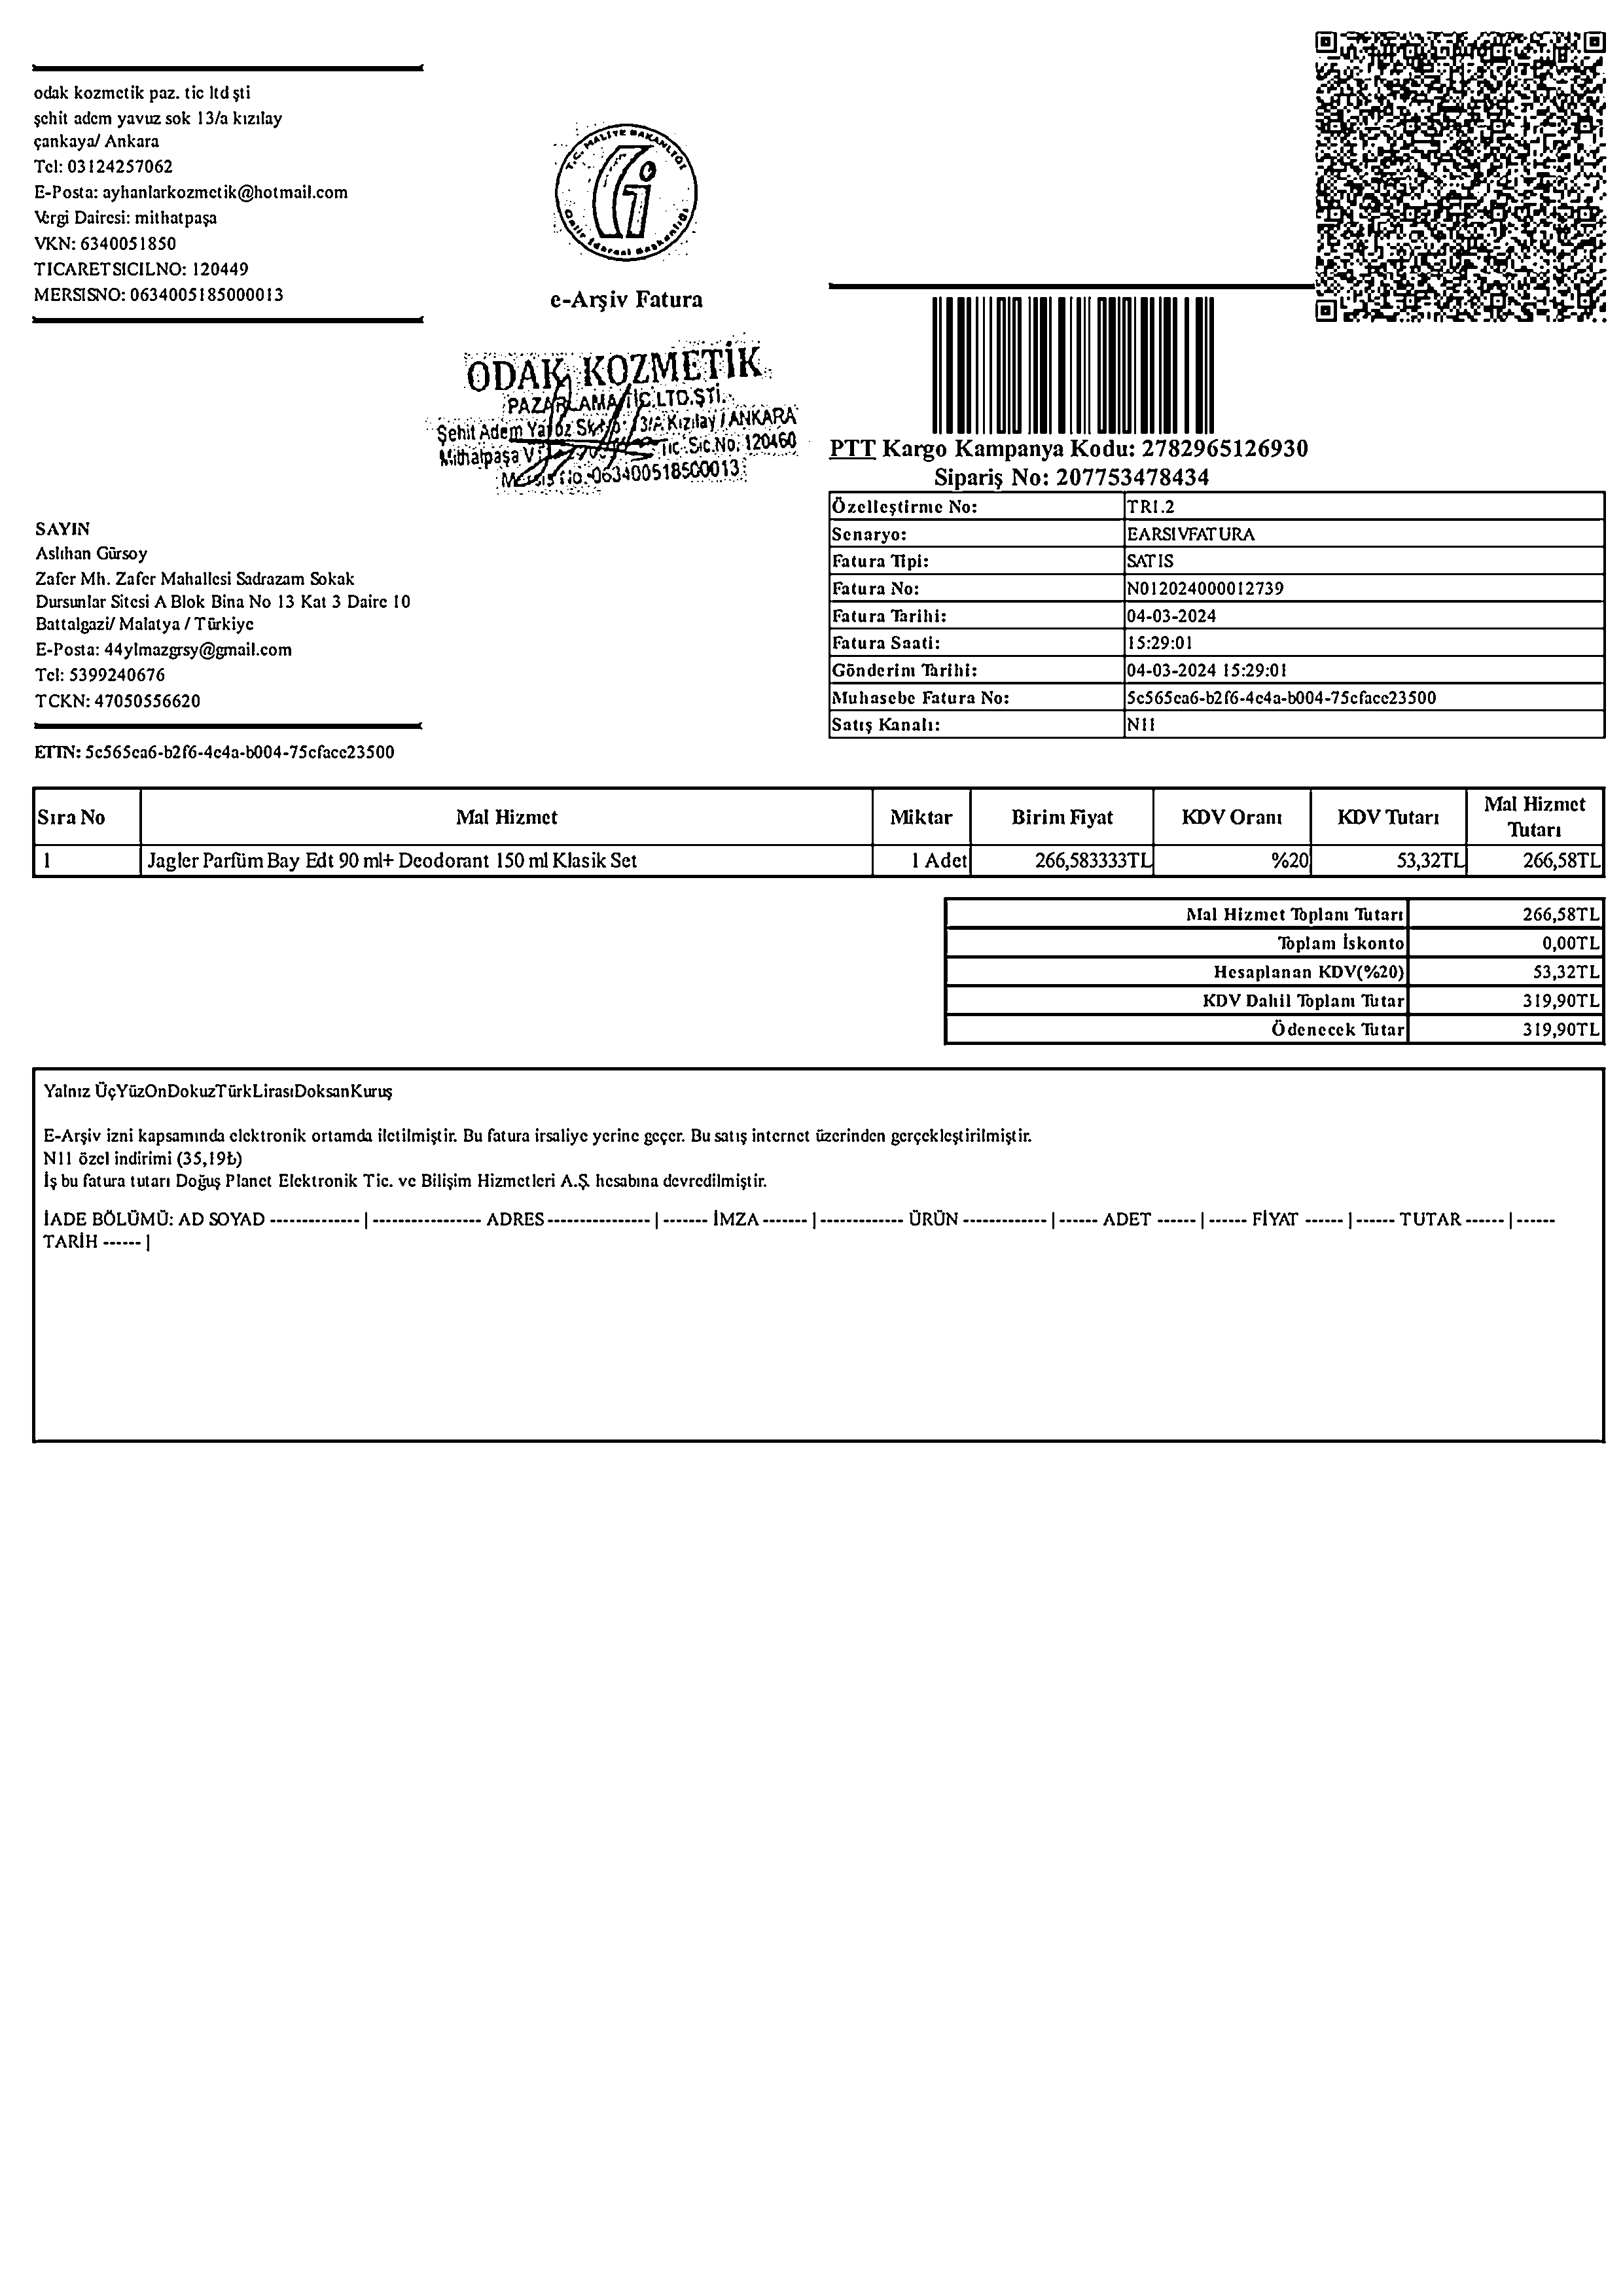 odak kozmetik paz. tic ltd şti
şehit adem yavuz sok 13/a kızılay
çankaya/ Ankara
Tel: 03124257062
E-Posta: ayhanlarkozmetik@hotmail.com
Vergi Dairesi: mithatpaşa
VKN: 6340051850
TICARETSICILNO: 120449
MERSISNO: 0634005185000013
T.C. MALİYE BAKANLIĞI
Gelir İdaresi Başkanlığı
e-Arşiv Fatura
ODAK KOZMETİK
PAZARLAMA TİC.LTD.ŞTİ.
Şehit Adem Yavuz Sk. 13/A Kızılay / ANKARA
Mithatpaşa V Tic. Sic.No: 120460
Mersis No: 063400518500013
PTT Kargo Kampanya Kodu: 2782965126930
Sipariş No: 207753478434
SAYIN
Aslıhan Gürsoy
Zafer Mh. Zafer Mahallesi Sadrazam Sokak
Dursunlar Sitesi A Blok Bina No 13 Kat 3 Daire 10
Battalgazi/ Malatya / Türkiye
E-Posta: 44ylmazgrsy@gmail.com
Tel: 5399240676
TCKN: 47050556620
ETTN: 5c565ea6-b2f6-4e4a-b004-75cfacc23500
Özelleştirme No: TR1.2
Senaryo: EARSIVFATURA
Fatura Tipi: SATIS
Fatura No: N012024000012739
Fatura Tarihi: 04-03-2024
Fatura Saati: 15:29:01
Gönderim Tarihi: 04-03-2024 15:29:01
Muhasebe Fatura No: 5c565ea6-b2f6-4e4a-b004-75cfacc23500
Satış Kanalı: N11
Sıra No Mal Hizmet Miktar Birim Fiyat KDV Oranı KDV Tutarı Mal Hizmet Tutarı
1 Jagler Parfüm Bay Edt 90 ml+ Deodorant 150 ml Klasik Set 1 Adet 266,583333TL %20 53,32TL 266,58TL
Mal Hizmet Toplam Tutarı 266,58TL
Toplam İskonto 0,00TL
Hesaplanan KDV(%20) 53,32TL
KDV Dahil Toplam Tutar 319,90TL
Ödenecek Tutar 319,90TL
Yalnız ÜçYüzOnDokuzTürkLirasıDoksanKuruş
E-Arşiv izni kapsamında elektronik ortamda iletilmiştir. Bu fatura irsaliye yerine geçer. Bu satış internet üzerinden gerçekleştirilmiştir.
N11 özel indirimi (35,19₺)
İş bu fatura tutarı Doğuş Planet Elektronik Tic. ve Bilişim Hizmetleri A.Ş. hesabına devredilmiştir.
İADE BÖLÜMÜ: AD SOYAD -------------- | ----------------- ADRES ---------------- | ------- İMZA ------- | ------------- ÜRÜN ------------- | ------ ADET ------ | ------ FİYAT ------ | ------ TUTAR ------ | ------
TARİH ------ |